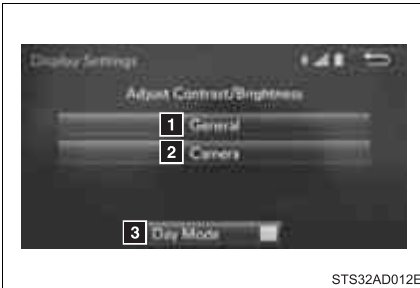 Display Settings
Adjust Contrast/Brightness
1 General
2 Camera
3 Day Mode
STS32AD012E